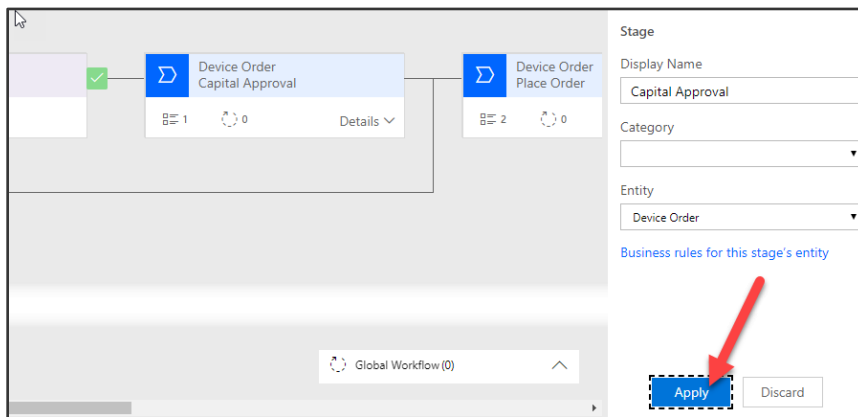 Device Order
Capital Approval
1
0
Details
Device Order
Place Order
2
0
Global Workflow (0)
Stage
Display Name
Capital Approval
Category
Entity
Device Order
Business rules for this stage's entity
Apply
Discard